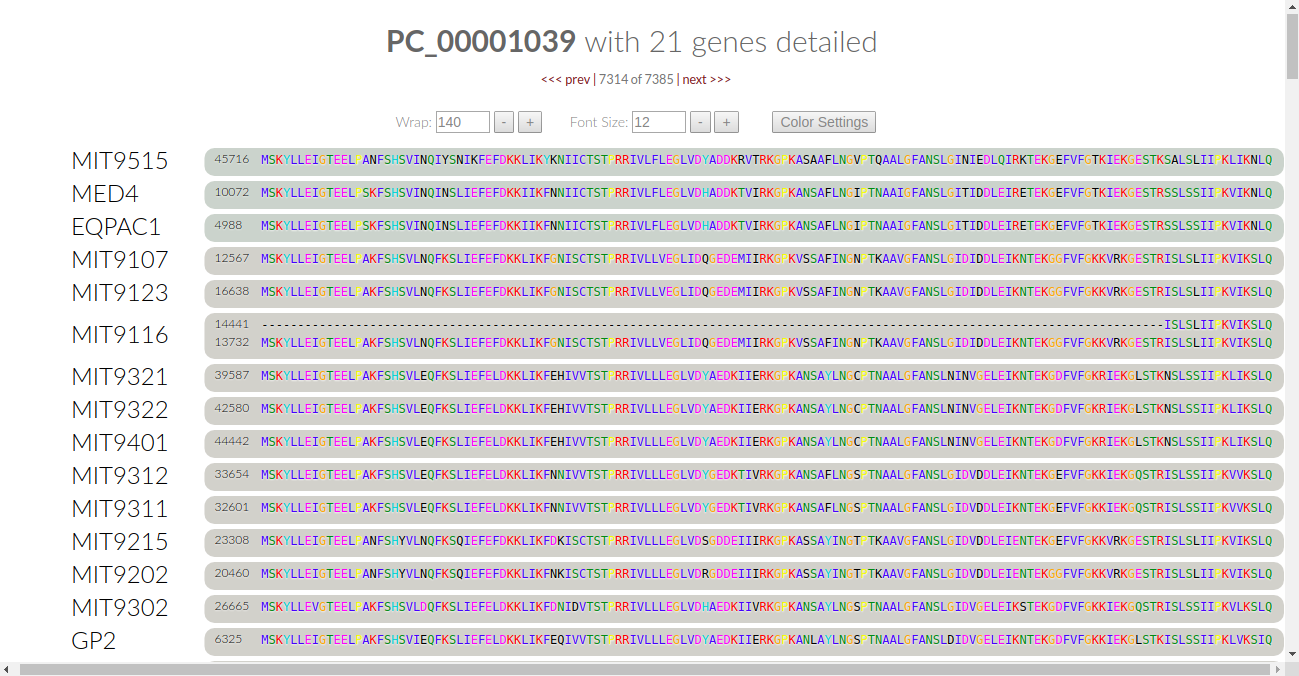 PC_00001039 with 21 genes detailed
<<< prev | 7314 of 7385 | next >>>
Wrap: 140 - + Font Size: 12 - + Color Settings
MIT9515 45716 MSKYLLEIGTEELPANFSHSVINQIYSNIKFEFDKKLIKYKNIICTSTPRRIVLFLEGLVDYADDKRVTRKGPKASAAFLNGVPTQAALGFANSLGINIEDLQIRKTEKGEFVFGTKIEKGESTKSALSLIIPKLIKNLQ
MED4 10072 MSKYLLEIGTEELPSKFSHSVINQINSLIEFEFDKKIIKFNNIICTSTPRRIVLFLEGLVDHADDKTVIRKGPKANSAFLNGIPTNAAIGFANSLGITIDDLEIRETEKGEFVFGTKIEKGESTRSSLSSIIPKVIKNLQ
EQPAC1 4988 MSKYLLEIGTEELPSKFSHSVINQINSLIEFEFDKKIIKFNNIICTSTPRRIVLFLEGLVDHADDKTVIRKGPKANSAFLNGIPTNAAIGFANSLGITIDDLEIRETEKGEFVFGTKIEKGESTRSSLSSIIPKVIKNLQ
MIT9107 12567 MSKYLLEIGTEELPAKFSHSVLNQFKSLIEFELDKKLIKFGNISCTSTPRRIVLLVEGLIDQGEDEMIIRKGPKVSSAFINGNPTKAAVGFANSLGIDIDDLEIKNTEKGGFVFGKKVRKGESTRISLSLIIPKVIKSLQ
MIT9123 16638 MSKYLLEIGTEELPAKFSHSVLNQFKSLIEFELDKKLIKFGNISCTSTPRRIVLLVEGLIDQGEDEMIIRKGPKVSSAFINGNPTKAAVGFANSLGIDIDDLEIKNTEKGGFVFGKKVRKGESTRISLSLIIPKVIKSLQ
MIT9116 14441 -----------------------------------------------------------------------------------------------------------------------------ISLSLIIPKVIKSLQ
13732 MSKYLLEIGTEELPAKFSHSVLNQFKSLIEFELDKKLIKFGNISCTSTPRRIVLLVEGLIDQGEDEMIIRKGPKVSSAFINGNPTKAAVGFANSLGIDIDDLEIKNTEKGGFVFGKKVRKGESTRISLSLIIPKVIKSLQ
MIT9321 39587 MSKYLLEIGTEELPAKFSHSVLEQFKSLIEFELDKKLIKFEHIVVTSTPRRIVLLLEGLVDYAEDKIIERKGPKANSAYLNGCPTNAALGFANSLNINVGELEIKNTEKGDFVFGKRIEKGLSTKNSLSSIIPKLIKSLQ
MIT9322 42580 MSKYLLEIGTEELPAKFSHSVLEQFKSLIEFELDKKLIKFEHIVVTSTPRRIVLLLEGLVDYAEDKIIERKGPKANSAYLNGCPTNAALGFANSLNINVGELEIKNTEKGDFVFGKRIEKGLSTKNSLSSIIPKLIKSLQ
MIT9401 44442 MSKYLLEIGTEELPAKFSHSVLEQFKSLIEFELDKKLIKFEHIVVTSTPRRIVLLLEGLVDYAEDKIIERKGPKANSAYLNGCPTNAALGFANSLNINVGELEIKNTEKGDFVFGKRIEKGLSTKNSLSSIIPKLIKSLQ
MIT9312 33654 MSKYLLEIGTEELPAKFSHSVLEQFKSLIEFELDKKLIKFNNIVVTSTPRRIVLLLEGLVDYGEDKTIVRKGPKANSAFLNGSPTNAALGFANSLGIDVDDLEIKNTEKGEFVFGKKIEKGQSTRISLSSIIPKVVKSLQ
MIT9311 32601 MSKYLLEIGTEELPAKFSHSVLEQFKSLIEFELDKKLIKFNNIVVTSTPRRIVLLLEGLVDYGEDKTIVRKGPKANSAFLNGSPTNAALGFANSLGIDVDDLEIKNTEKGEFVFGKKIEKGQSTRISLSSIIPKVVKSLQ
MIT9215 23308 MSKYLLEIGTEELPANFSHYVLNQFKSQIEFEFDKKLIKFDKISCTSTPRRIVLLLEGLVDSGDDEIIIRKGPKASSAYINGTPTKAAVGFANSLGIDVDDLEIENTEKGEFVFGKKVRKGESTRISLSLIIPKVIKSLQ
MIT9202 20460 MSKYLLEIGTEELPANFSHYVLNQFKSQIEFEFDKKLIKFNKISCTSTPRRIVLLLEGLVDRGDDEIIIRKGPKASSAYINGTPTKAAVGFANSLGIDVDDLEIENTEKGGFVFGKKVRKGESTRISLSLIIPKVIKSLQ
MIT9302 26665 MSKYLLEVGTEELPAKFSHSVLDQFKSLIEFELDKKLIKFDNIDVTSTPRRIVLLLEGLVDHAEDKIIVRKGPKANSAYLNGSPTNAALGFANSLGIDVGELEIKSTEKGDFVFGKKIEKGQSTRISLSSIIPKVLKSLQ
GP2 6325 MSKYLLEIGTEELPAKFSHSVIEQFKSLIEFELDKKLIKFEQIVVTSTPRRIVLLLEGLVDYAEDKIIERKGPKANLAYLNGSPTNAALGFANSLDIDVGELEIKNTEKGDFVFGKKIEKGLSTKISLSSIIPKLVKSIQ